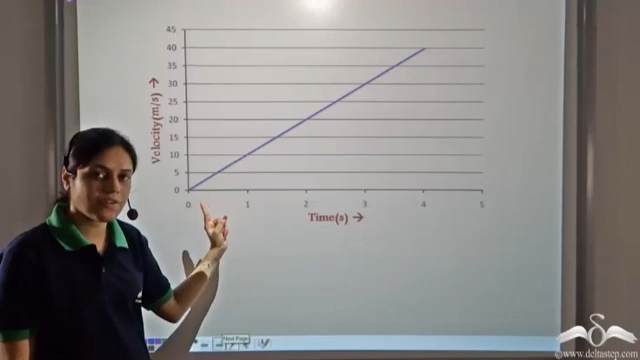 45
40
35
30
25
20
15
10
5
0
Velocity(m/s) →
0 1 2 3 4 5
Time(s) →
Next Page
©www.deltastep.com